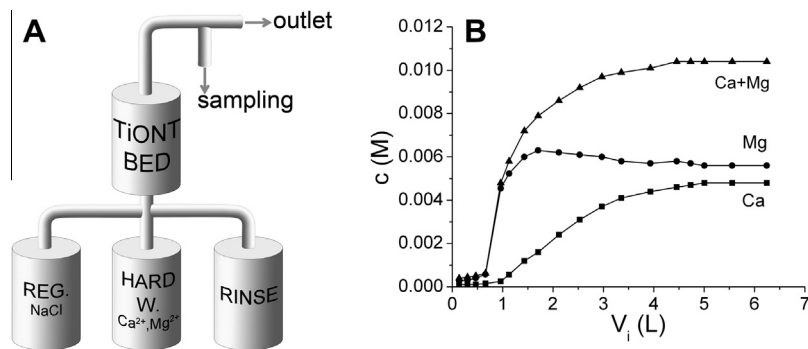 A
outlet
sampling
TiONT
BED
REG.
NaCl
HARD
W.
Ca²⁺,Mg²⁺
RINSE
B
c (M)
0.012
0.010
0.008
0.006
0.004
0.002
0.000
Ca+Mg
Mg
Ca
0 1 2 3 4 5 6 7
Vᵢ (L)